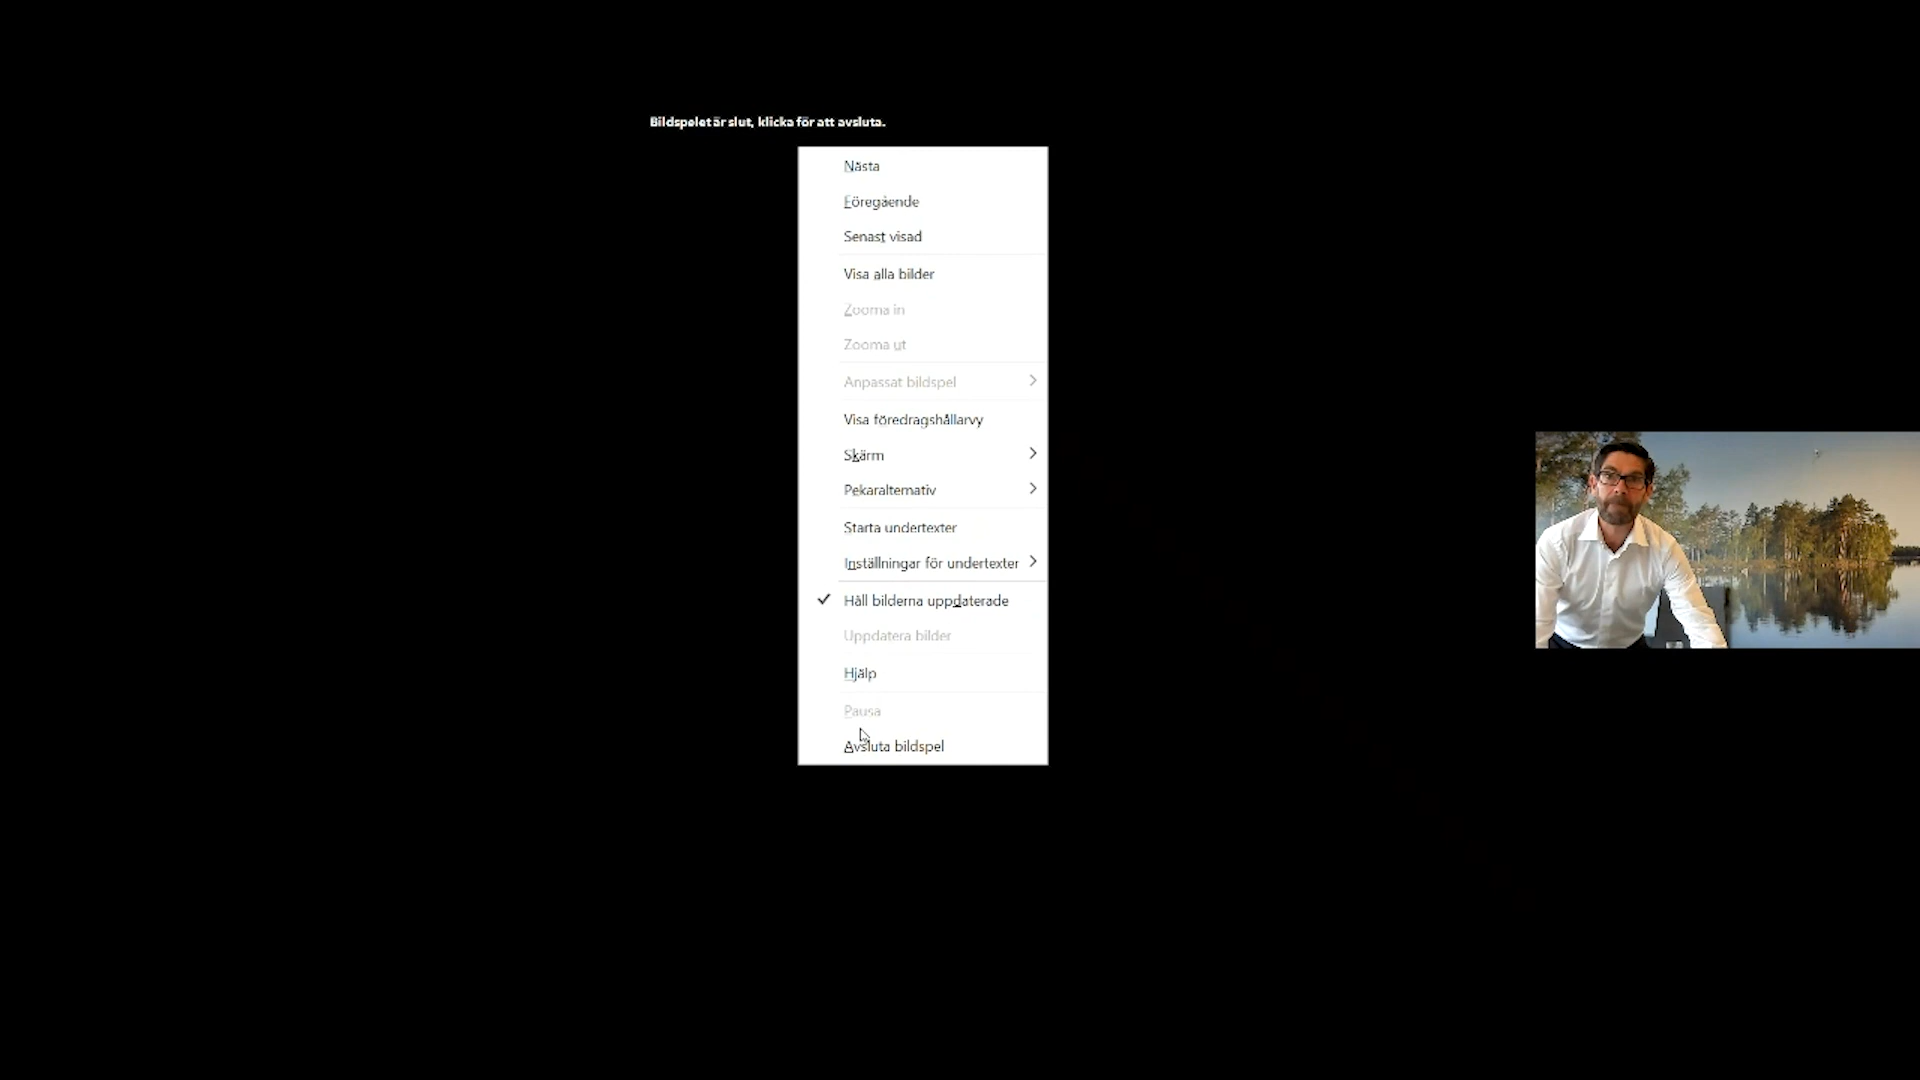 Bildspelet är slut, klicka för att avsluta.
Nästa
Föregående
Senast visad
Visa alla bilder
Zooma in
Zooma ut
Anpassat bildspel
Visa föredragshållarvy
Skärm
Pekaralternativ
Starta undertexter
Inställningar för undertexter
Håll bilderna uppdaterade
Uppdatera bilder
Hjälp
Pausa
Avsluta bildspel